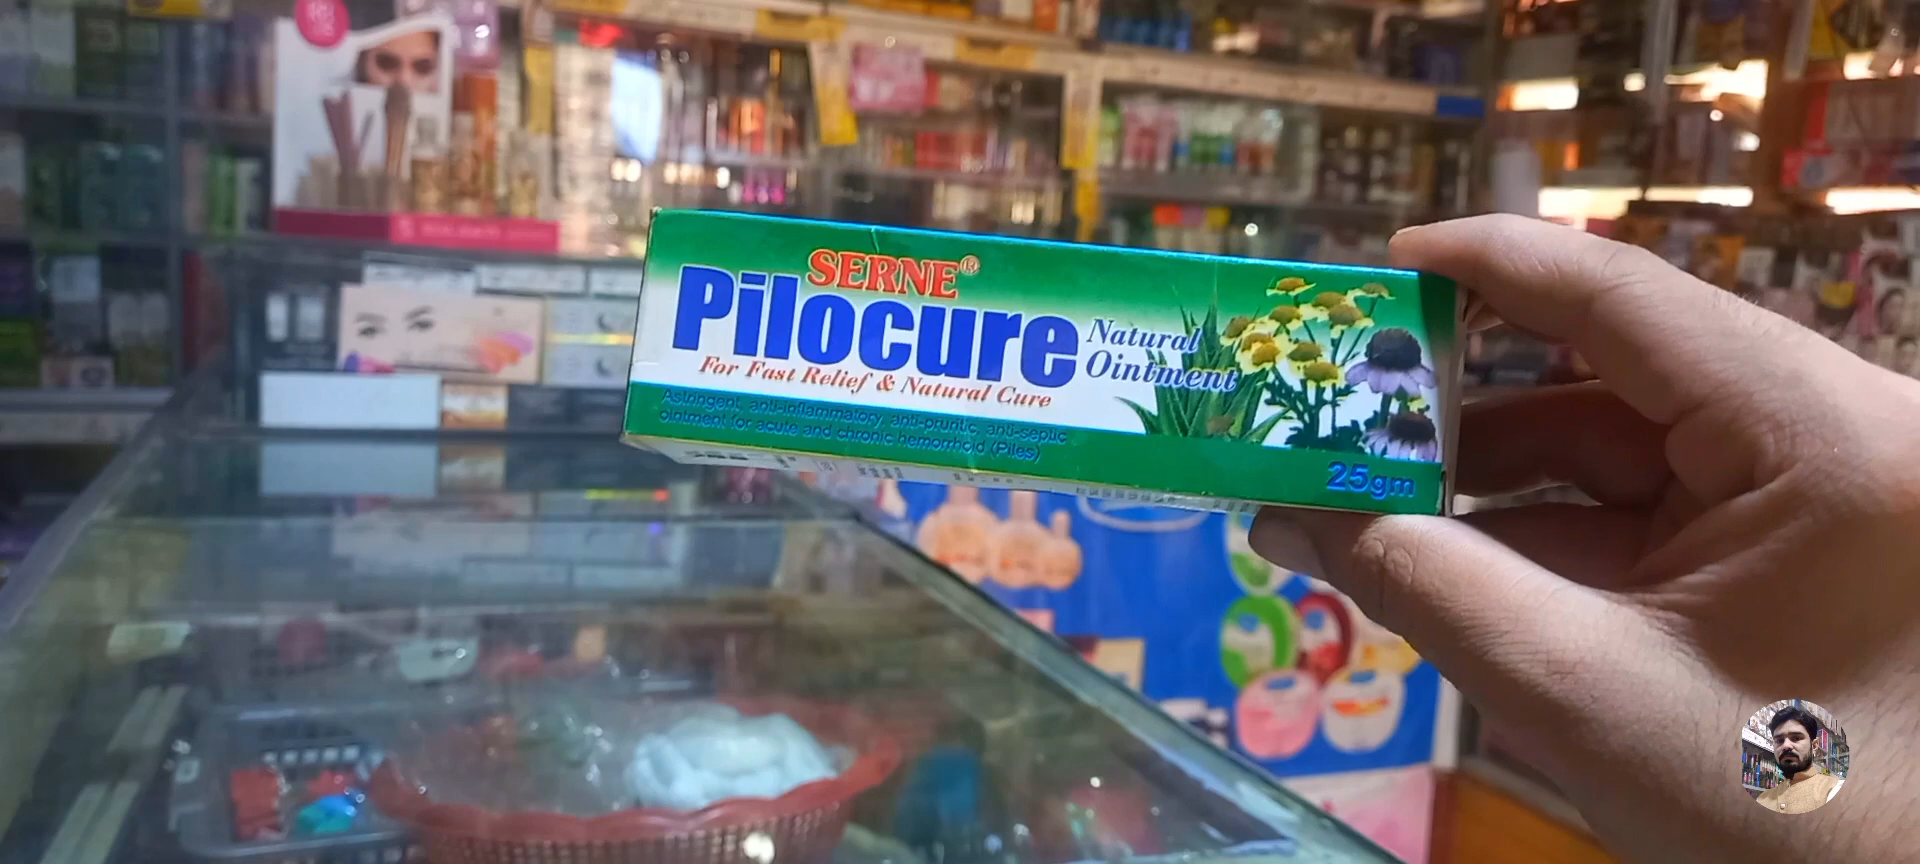 SERNE®
Pilocure
Natural
Ointment
For Fast Relief & Natural Cure
Astringent, anti-inflammatory, anti-pruritic, anti-septic
ointment for acute and chronic hemorrhoid (Piles)
25gm